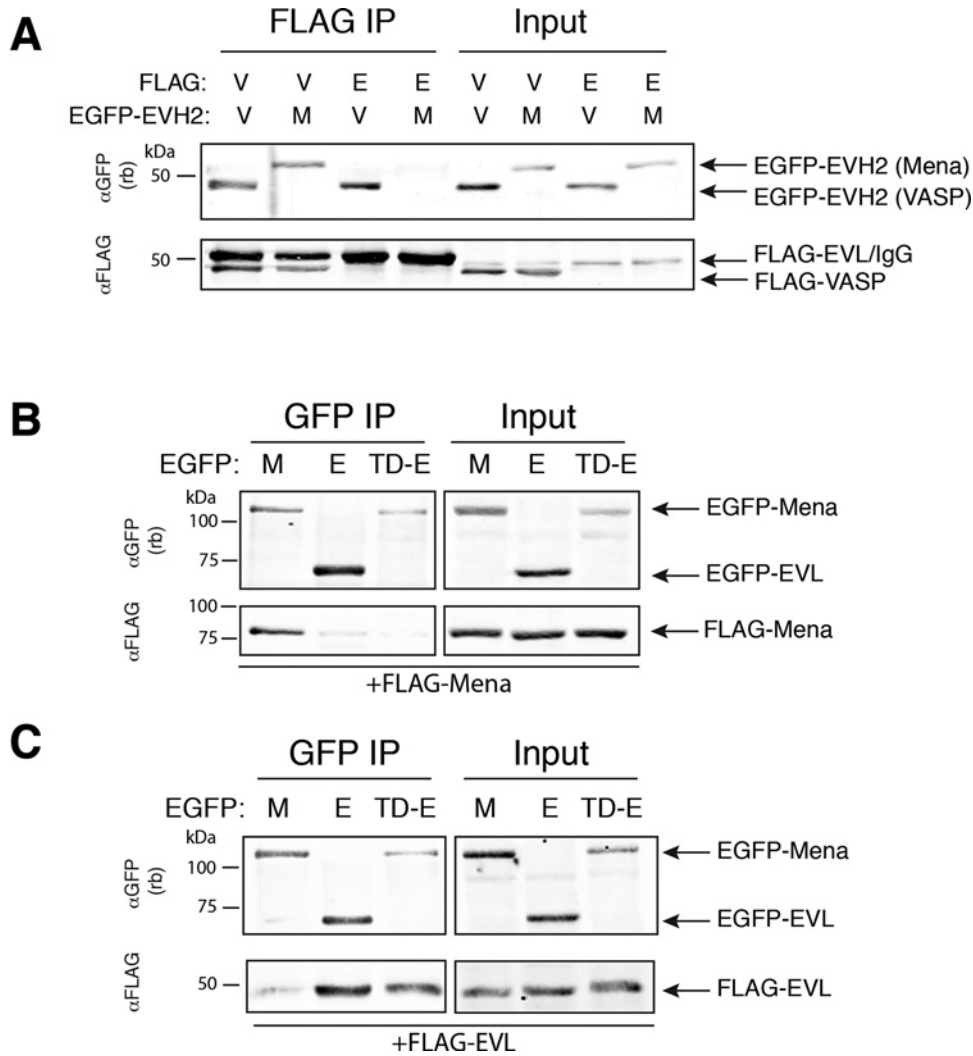 A
FLAG IP Input
FLAG: V V E E V V E E
EGFP-EVH2: V M V M V M V M
kDa
αGFP (rb)
50
EGFP-EVH2 (Mena)
EGFP-EVH2 (VASP)
αFLAG
50
FLAG-EVL/IgG
FLAG-VASP
B
GFP IP Input
EGFP: M E TD-E M E TD-E
kDa
αGFP (rb)
100
75
EGFP-Mena
EGFP-EVL
αFLAG
100
75
FLAG-Mena
+FLAG-Mena
C
GFP IP Input
EGFP: M E TD-E M E TD-E
kDa
αGFP (rb)
100
75
EGFP-Mena
EGFP-EVL
αFLAG
50
FLAG-EVL
+FLAG-EVL